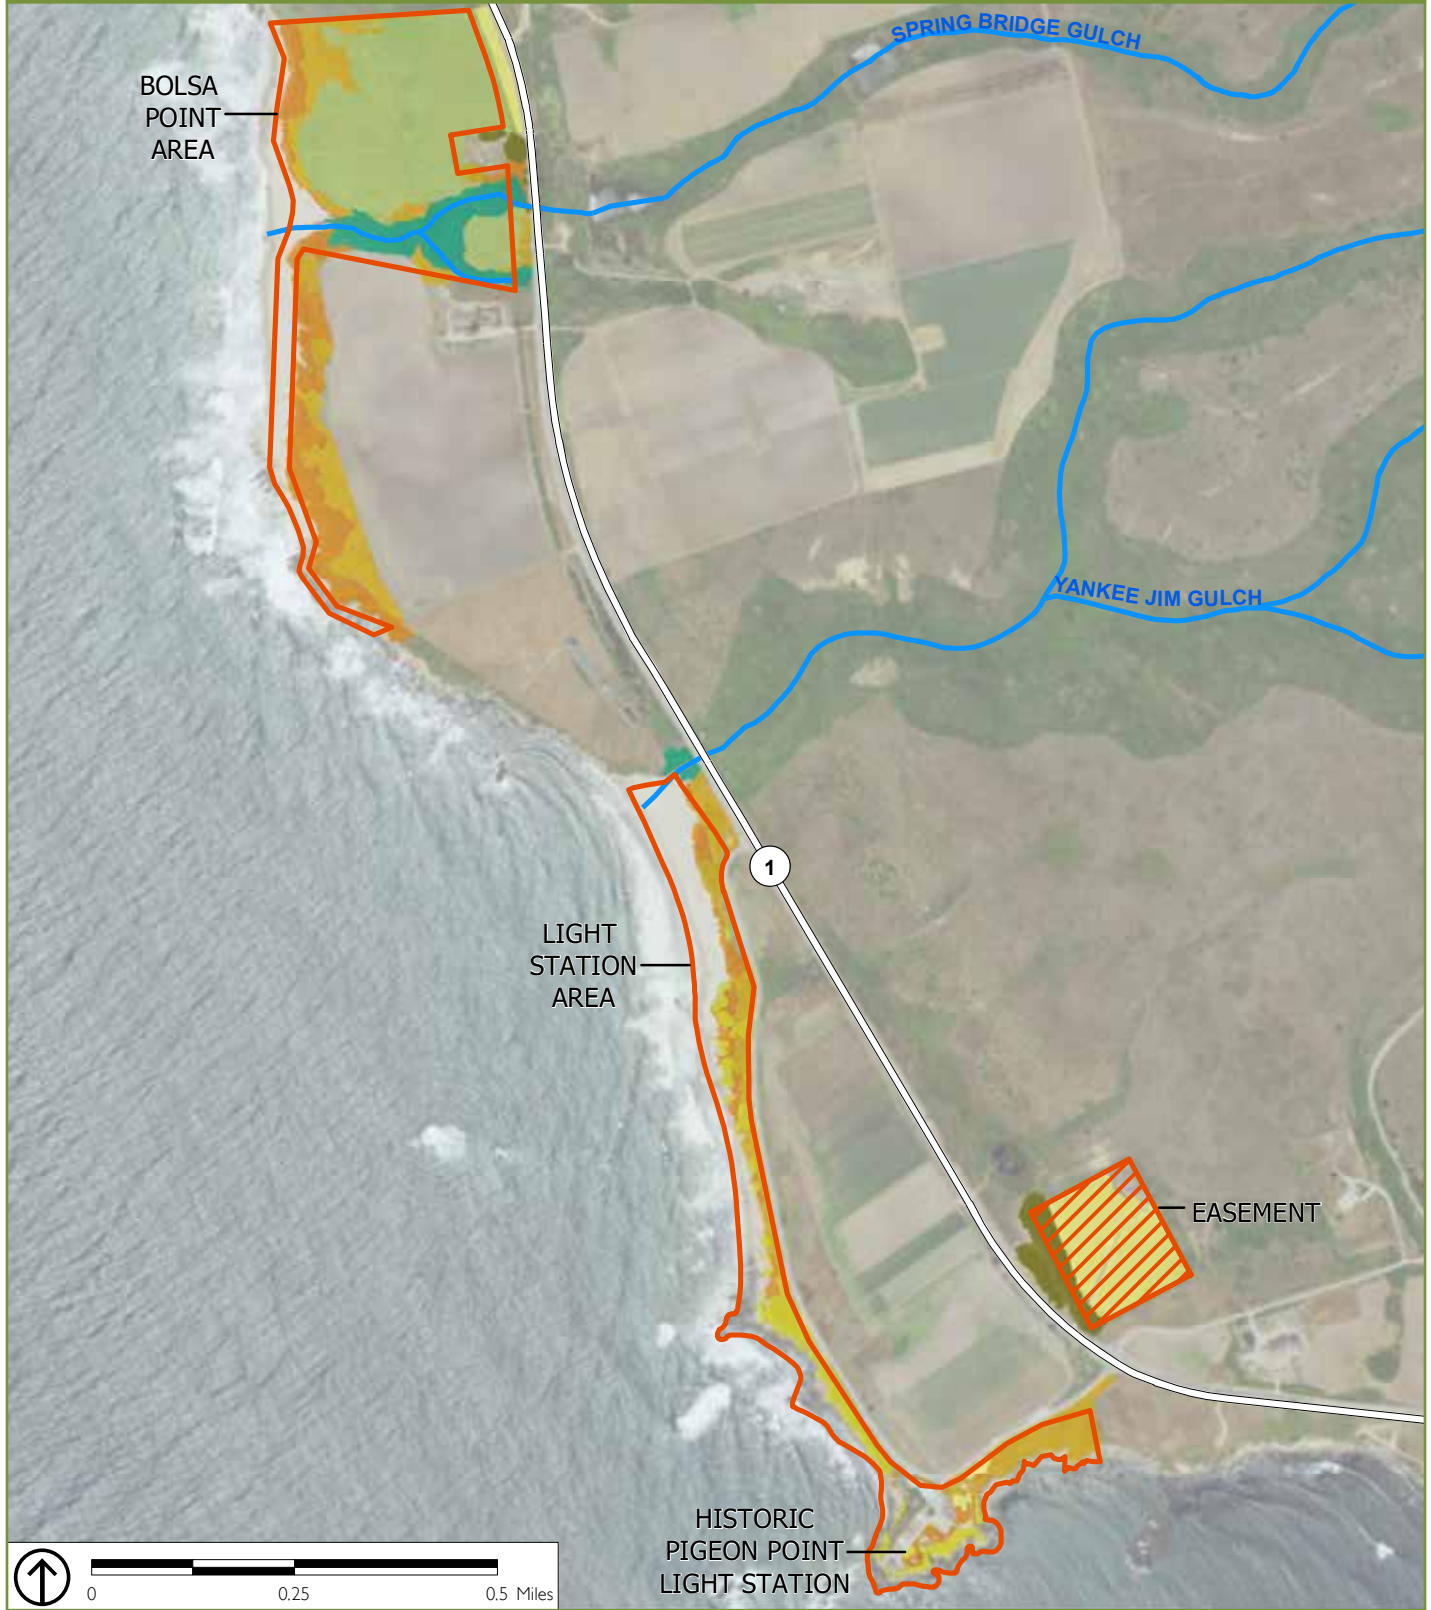 SPRING BRIDGE GULCH
BOLSA
POINT
AREA
YANKEE JIM GULCH
1
LIGHT
STATION
AREA
EASEMENT
HISTORIC
PIGEON POINT
LIGHT STATION
0 0.25 0.5 Miles